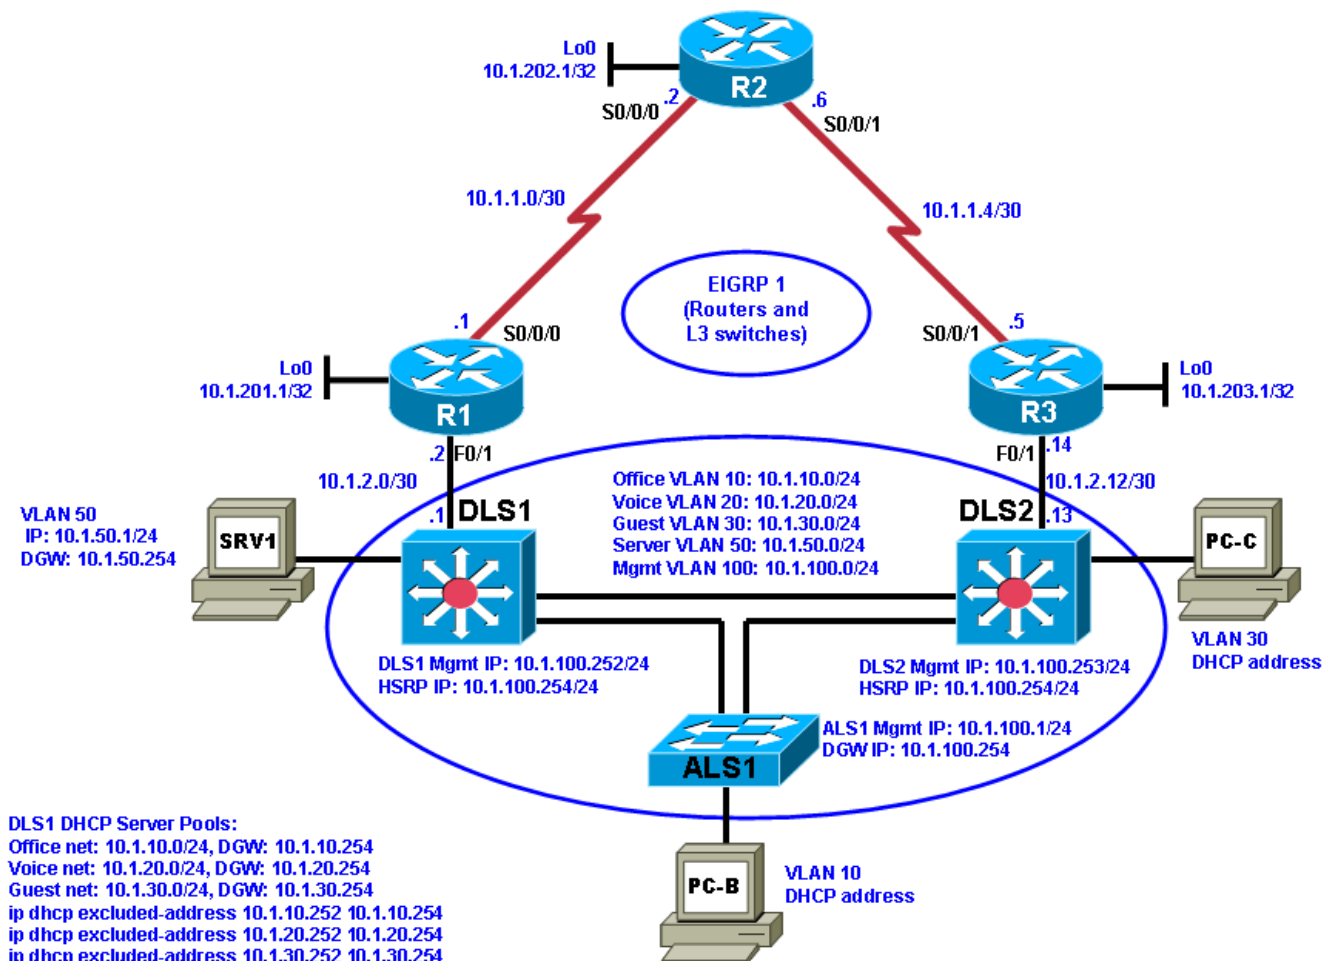 Lo0
10.1.202.1/32
R2
.2
.6
S0/0/0
S0/0/1
10.1.1.0/30
10.1.1.4/30
EIGRP 1
(Routers and
L3 switches)
.1
S0/0/0
S0/0/1
.5
Lo0
10.1.201.1/32
R1
R3
Lo0
10.1.203.1/32
.2
F0/1
F0/1
.14
10.1.2.0/30
10.1.2.12/30
Office VLAN 10: 10.1.10.0/24
Voice VLAN 20: 10.1.20.0/24
Guest VLAN 30: 10.1.30.0/24
Server VLAN 50: 10.1.50.0/24
Mgmt VLAN 100: 10.1.100.0/24
.1
DLS1
DLS2
.13
VLAN 50
IP: 10.1.50.1/24
DGW: 10.1.50.254
SRV1
PC-C
VLAN 30
DHCP address
DLS1 Mgmt IP: 10.1.100.252/24
HSRP IP: 10.1.100.254/24
DLS2 Mgmt IP: 10.1.100.253/24
HSRP IP: 10.1.100.254/24
ALS1 Mgmt IP: 10.1.100.1/24
DGW IP: 10.1.100.254
ALS1
DLS1 DHCP Server Pools:
Office net: 10.1.10.0/24, DGW: 10.1.10.254
Voice net: 10.1.20.0/24, DGW: 10.1.20.254
Guest net: 10.1.30.0/24, DGW: 10.1.30.254
ip dhcp excluded-address 10.1.10.252 10.1.10.254
ip dhcp excluded-address 10.1.20.252 10.1.20.254
ip dhcp excluded-address 10.1.30.252 10.1.30.254
PC-B
VLAN 10
DHCP address